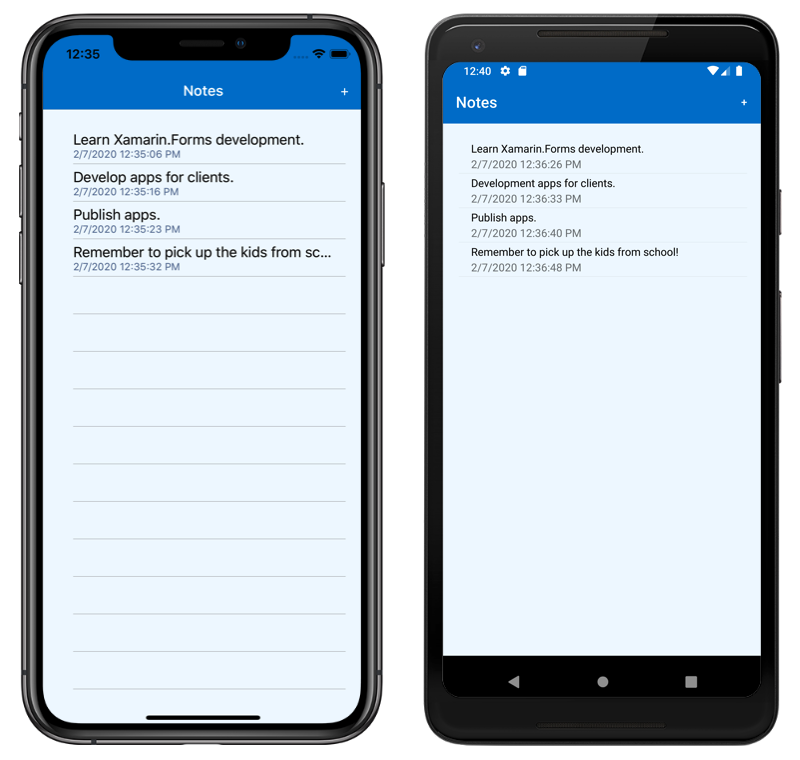 12:35
Notes
+
Learn Xamarin.Forms development.
2/7/2020 12:35:06 PM
Develop apps for clients.
2/7/2020 12:35:16 PM
Publish apps.
2/7/2020 12:35:23 PM
Remember to pick up the kids from sc...
2/7/2020 12:35:32 PM
12:40
Notes
+
Learn Xamarin.Forms development.
2/7/2020 12:36:26 PM
Development apps for clients.
2/7/2020 12:36:33 PM
Publish apps.
2/7/2020 12:36:40 PM
Remember to pick up the kids from school!
2/7/2020 12:36:48 PM